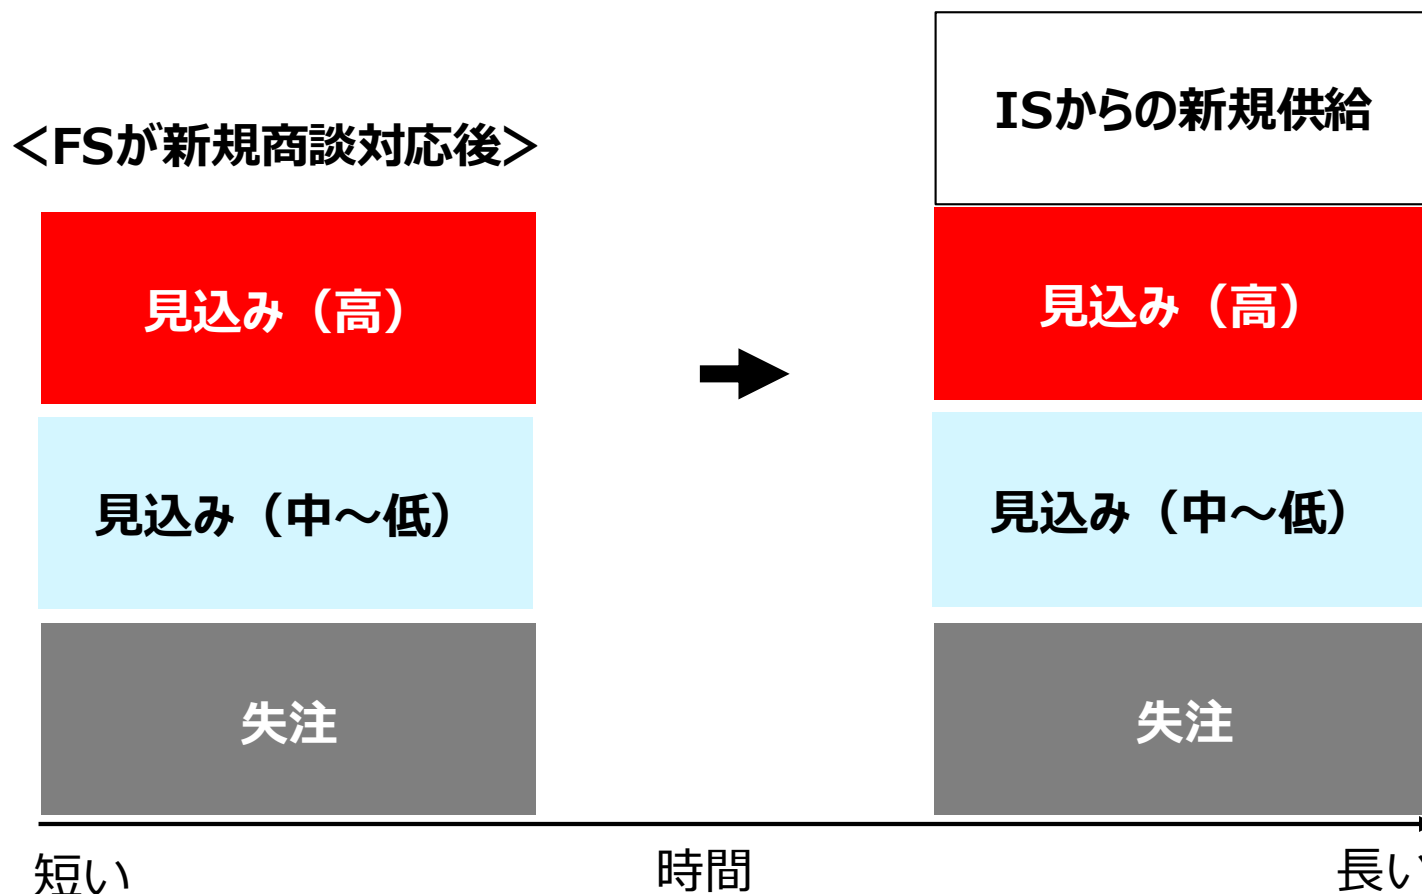 ＜FSが新規商談対応後＞
見込み（高）
見込み（中～低）
失注
ISからの新規供給
見込み（高）
見込み（中～低）
失注
短い
時間
長い